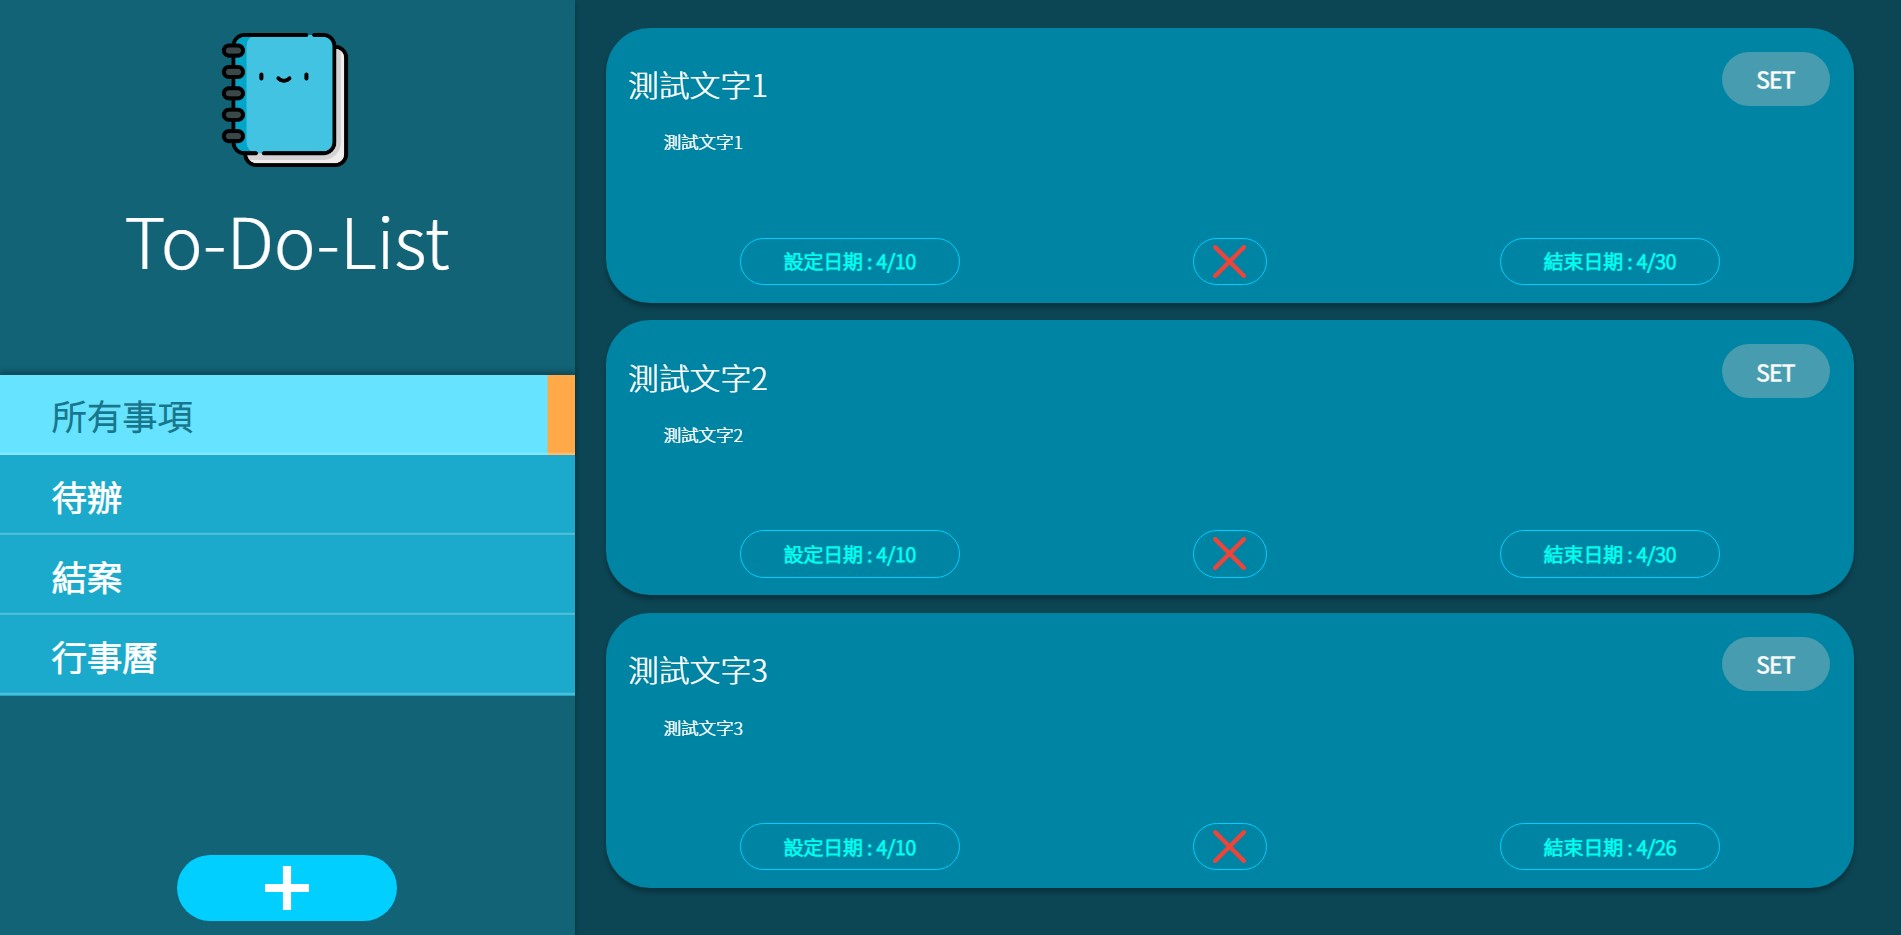 To-Do-List
所有事項
待辦
結案
行事曆
測試文字1
SET
測試文字1
設定日期 : 4/10
結束日期 : 4/30
測試文字2
SET
測試文字2
設定日期 : 4/10
結束日期 : 4/30
測試文字3
SET
測試文字3
設定日期 : 4/10
結束日期 : 4/26